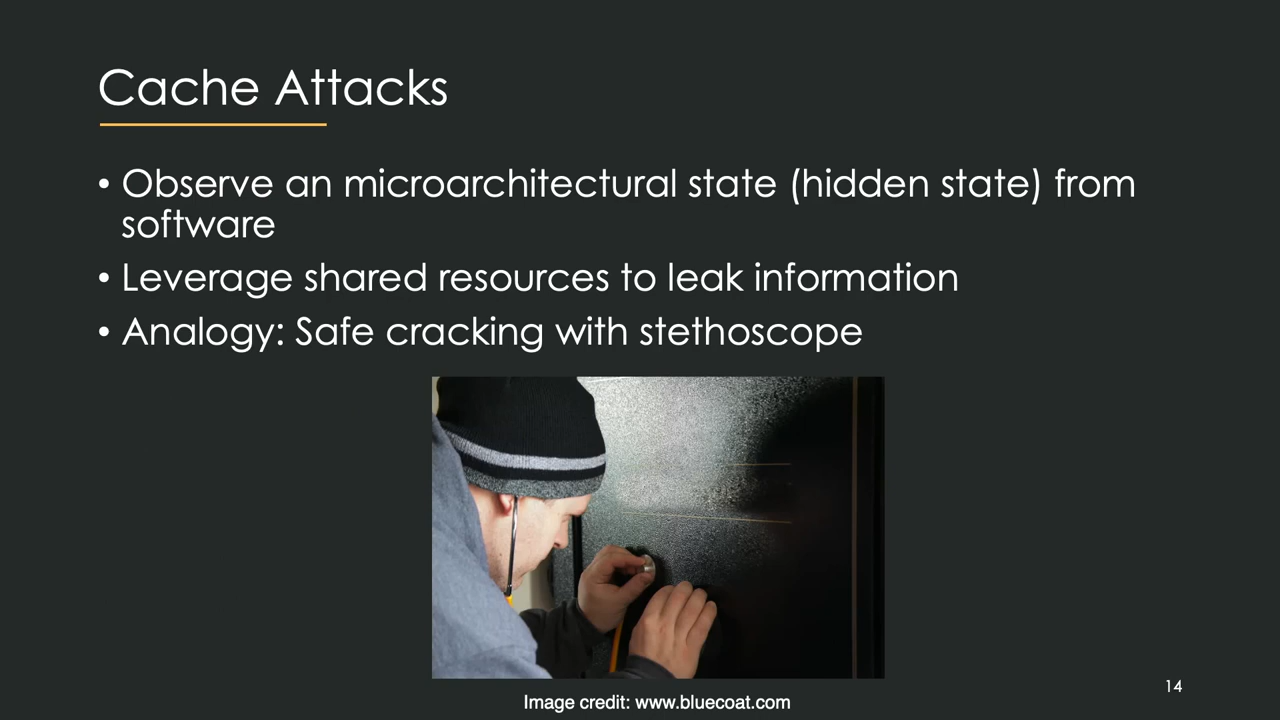 Cache Attacks
• Observe an microarchitectural state (hidden state) from
software
• Leverage shared resources to leak information
• Analogy: Safe cracking with stethoscope
Image credit: www.bluecoat.com
14